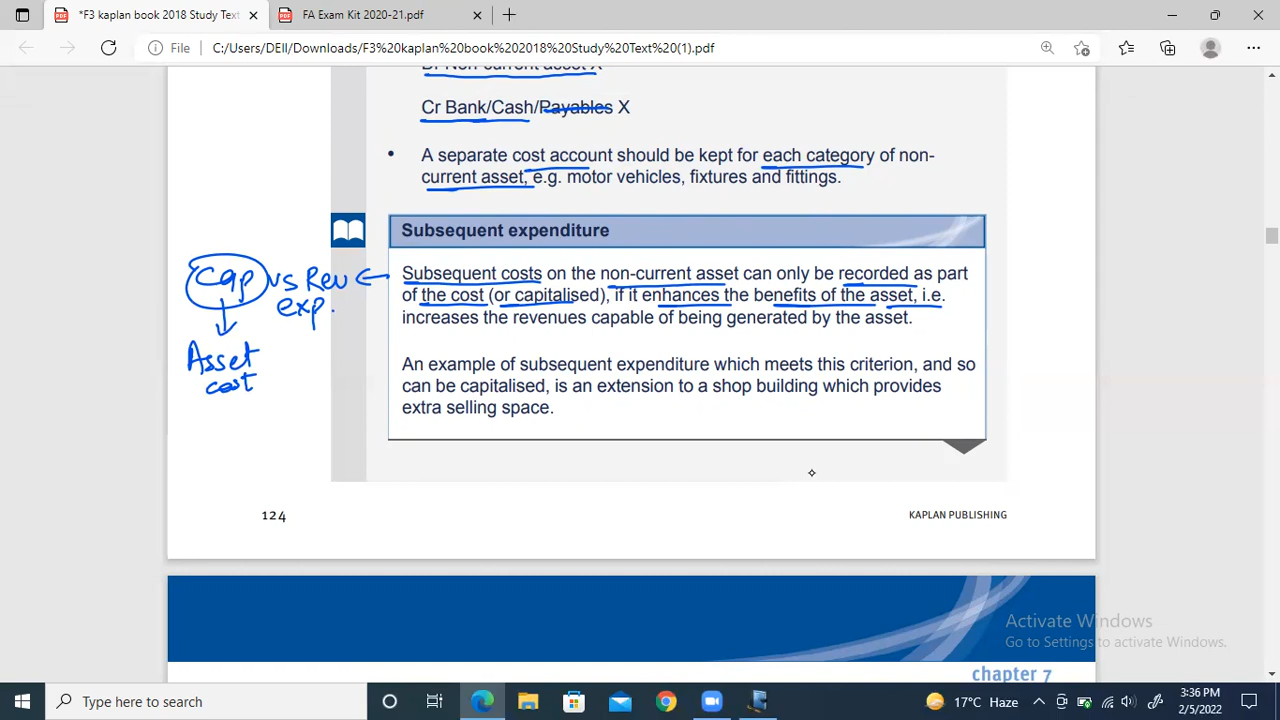 *F3 kaplan book 2018 Study Text
FA Exam Kit 2020-21.pdf
File
C:/Users/DEll/Downloads/F3%20kaplan%20book%202018%20Study%20Text%20(1).pdf
Dr Non-current asset X
Cr Bank/Cash/Payables X
• A separate cost account should be kept for each category of non-
current asset, e.g. motor vehicles, fixtures and fittings.
Subsequent expenditure
Subsequent costs on the non-current asset can only be recorded as part
of the cost (or capitalised), if it enhances the benefits of the asset, i.e.
increases the revenues capable of being generated by the asset.
An example of subsequent expenditure which meets this criterion, and so
can be capitalised, is an extension to a shop building which provides
extra selling space.
Cap vs Rev
exp.
Asset
cost
124
KAPLAN PUBLISHING
Activate Windows
Go to Settings to activate Windows.
chapter 7
Type here to search
17°C Haze
3:36 PM
2/5/2022